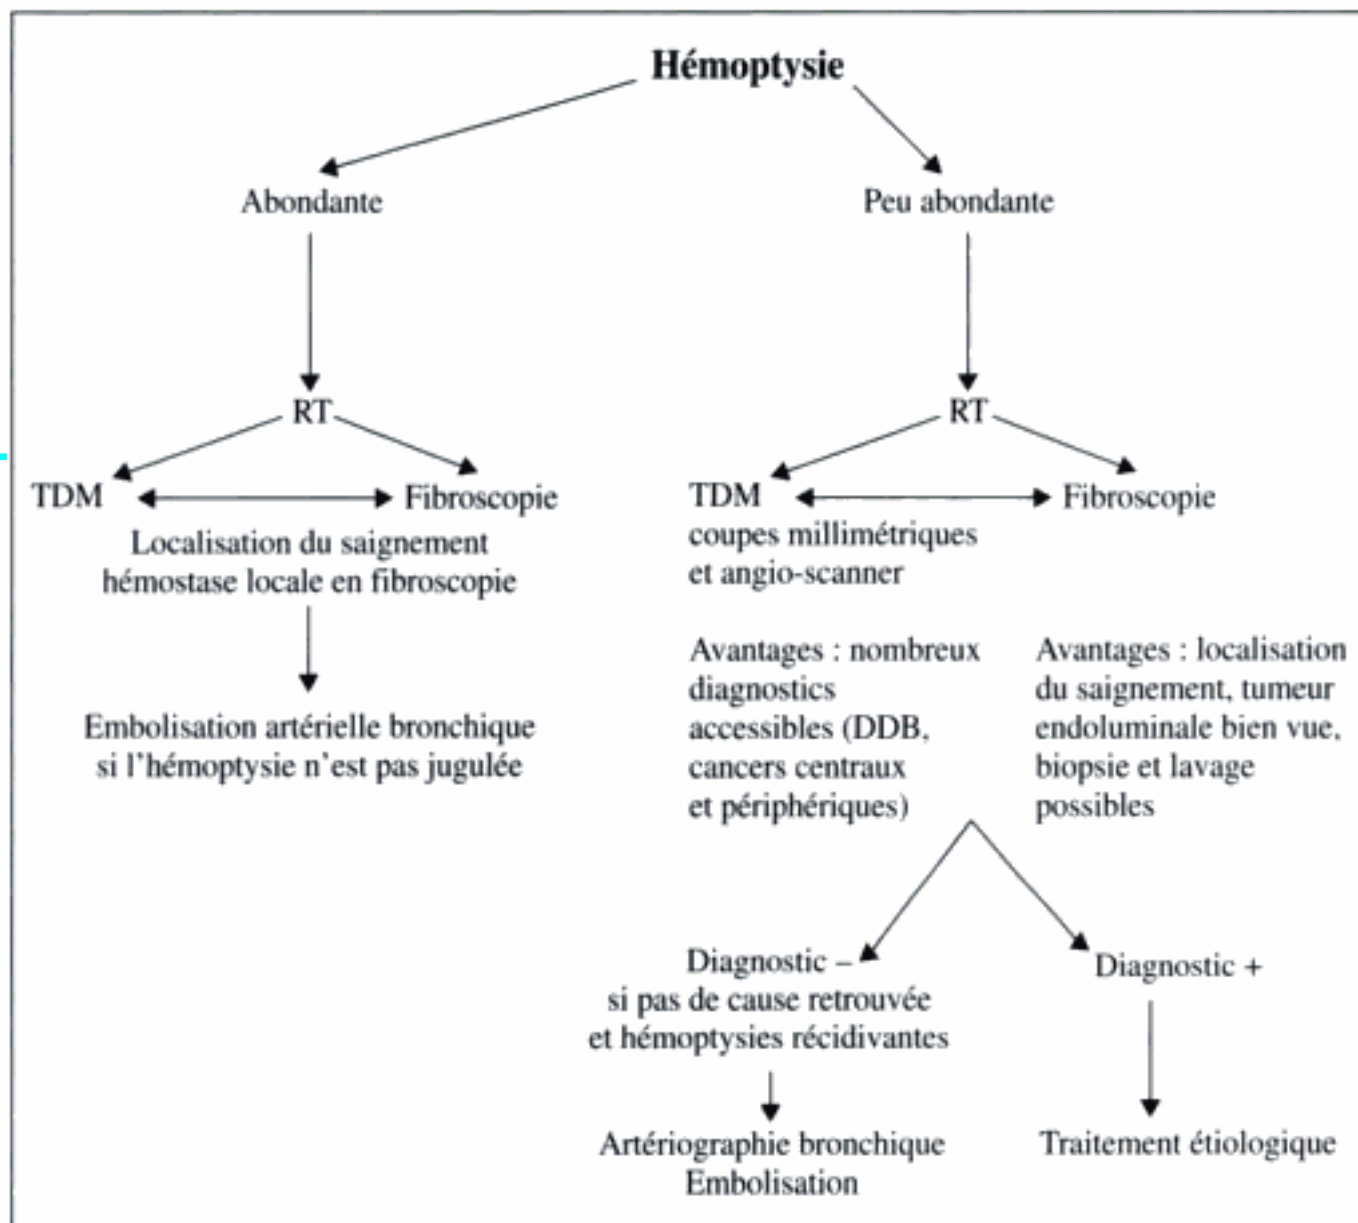 Hémoptysie
Abondante
Peu abondante
RT
RT
TDM
Fibroscopie
Localisation du saignement
hémostase locale en fibroscopie
Embolisation artérielle bronchique
si l'hémoptysie n'est pas jugulée
TDM
coupes millimétriques
et angio-scanner
Fibroscopie
Avantages : nombreux
diagnostics
accessibles (DDB,
cancers centraux
et périphériques)
Avantages : localisation
du saignement, tumeur
endoluminale bien vue,
biopsie et lavage
possibles
Diagnostic –
si pas de cause retrouvée
et hémoptysies récidivantes
Diagnostic +
Artériographie bronchique
Embolisation
Traitement étiologique